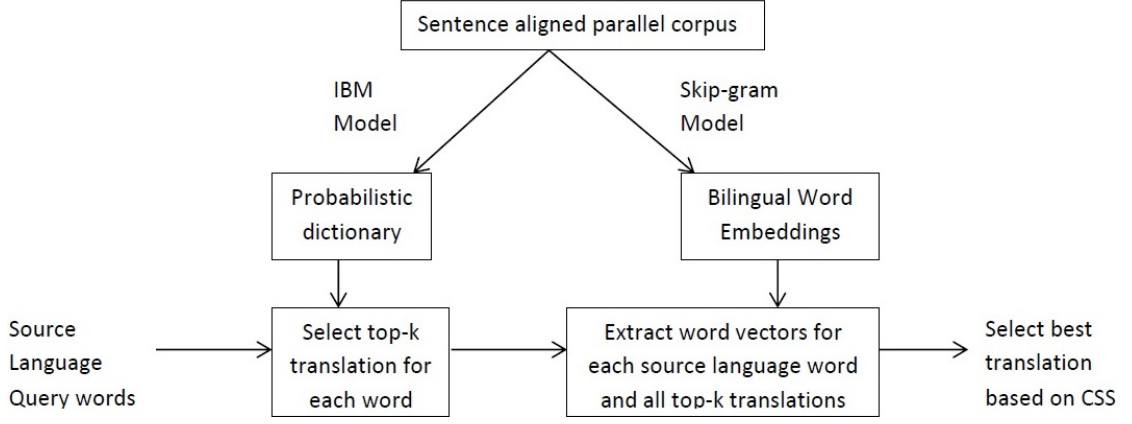 Sentence aligned parallel corpus
IBM
Model
Skip-gram
Model
Probabilistic
dictionary
Bilingual Word
Embeddings
Source
Language
Query words
Select top-k
translation for
each word
Extract word vectors for
each source language word
and all top-k translations
Select best
translation
based on CSS